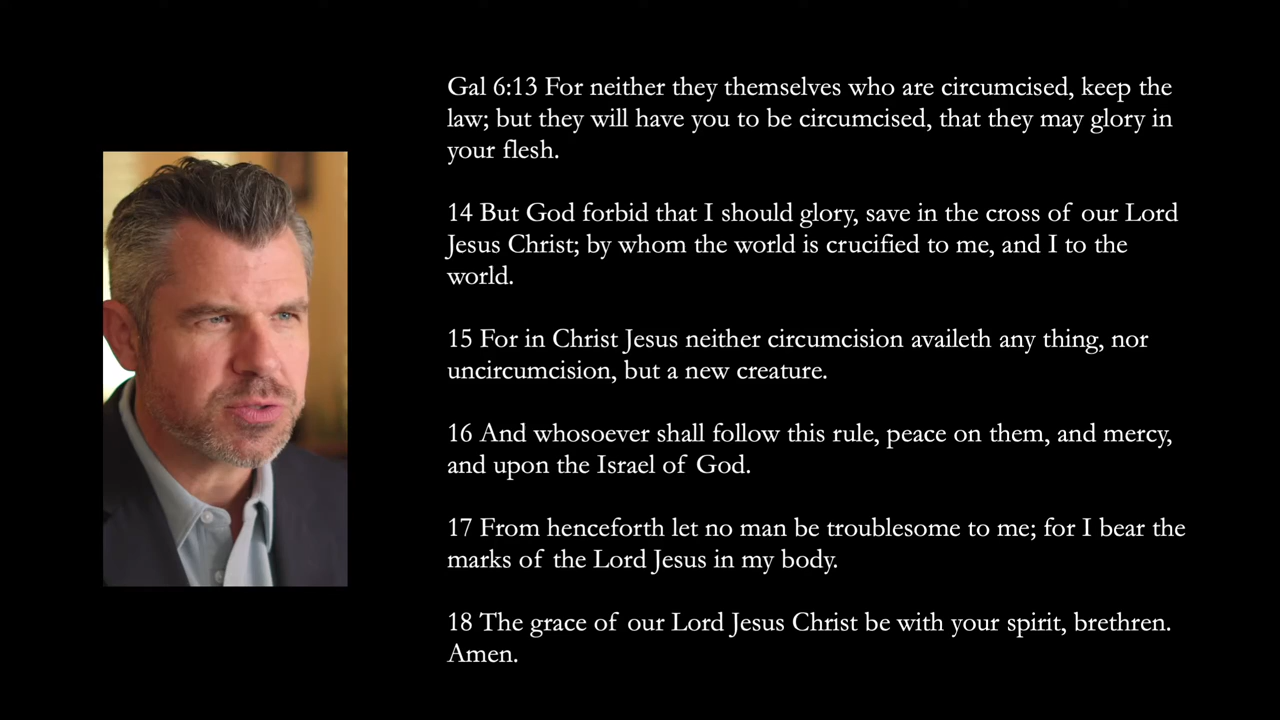 Gal 6:13 For neither they themselves who are circumcised, keep the
law; but they will have you to be circumcised, that they may glory in
your flesh.
14 But God forbid that I should glory, save in the cross of our Lord
Jesus Christ; by whom the world is crucified to me, and I to the
world.
15 For in Christ Jesus neither circumcision availeth any thing, nor
uncircumcision, but a new creature.
16 And whosoever shall follow this rule, peace on them, and mercy,
and upon the Israel of God.
17 From henceforth let no man be troublesome to me; for I bear the
marks of the Lord Jesus in my body.
18 The grace of our Lord Jesus Christ be with your spirit, brethren.
Amen.